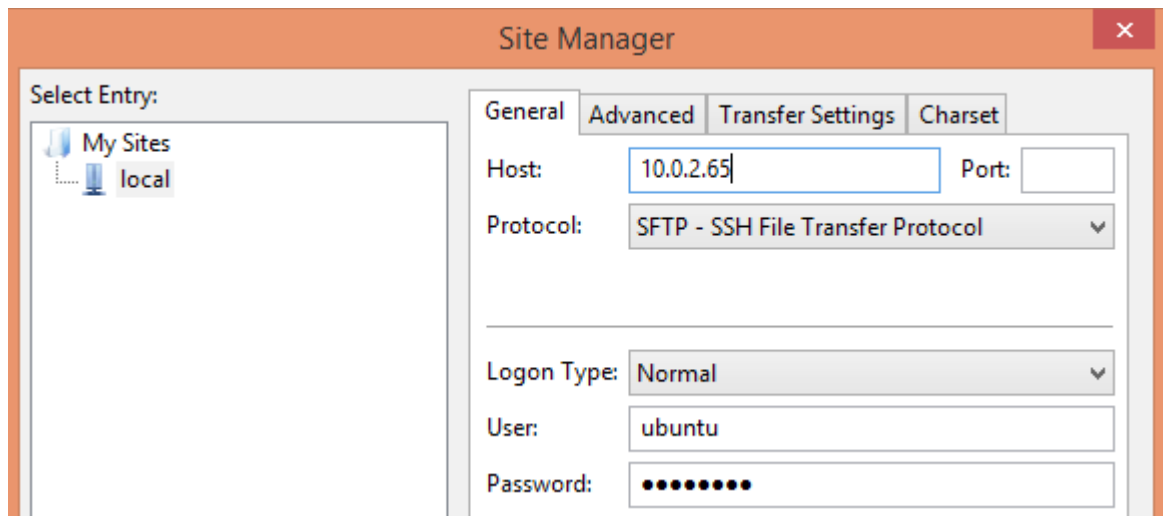 Site Manager
Select Entry:
My Sites
local
General Advanced Transfer Settings Charset
Host: 10.0.2.65 Port:
Protocol: SFTP - SSH File Transfer Protocol
Logon Type: Normal
User: ubuntu
Password: ●●●●●●●●